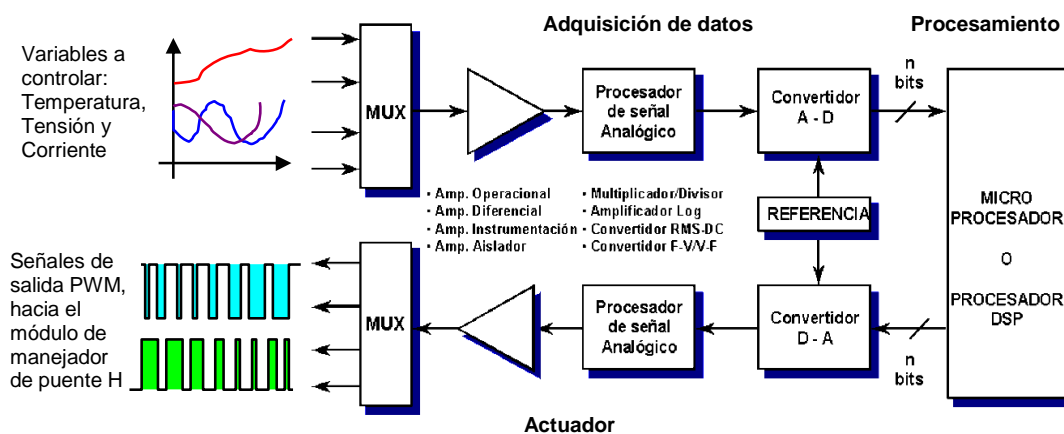 Adquisición de datos
Procesamiento
Variables a
controlar:
Temperatura,
Tensión y
Corriente
MUX
Procesador
de señal
Analógico
Convertidor
A - D
n
bits
· Amp. Operacional
· Amp. Diferencial
· Amp. Instrumentación
· Amp. Aislador
· Multiplicador/Divisor
· Amplificador Log
· Convertidor RMS-DC
· Convertidor F-V/V-F
REFERENCIA
MICRO
PROCESADOR
O
PROCESADOR
DSP
Señales de
salida PWM,
hacia el
módulo de
manejador
de puente H
MUX
Procesador
de señal
Analógico
Convertidor
D - A
n
bits
Actuador